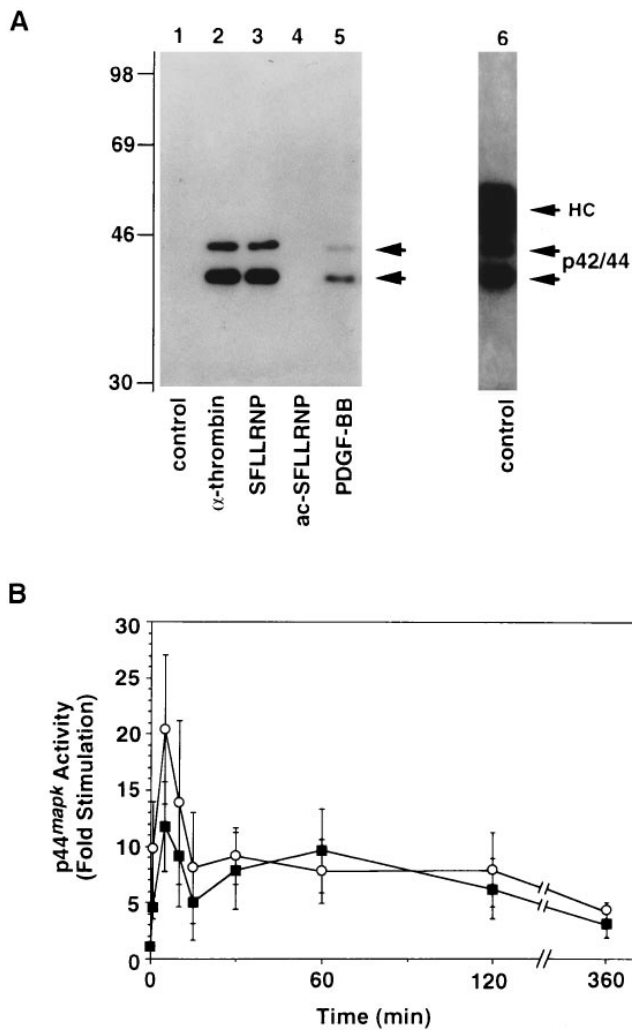 A
1 2 3 4 5 6
98
69
46
30
HC
p42/44
control
α-thrombin
SFLLRNP
ac-SFLLRNP
PDGF-BB
control
B
p44mapk Activity
(Fold Stimulation)
30
25
20
15
10
5
0
0 60 120 360
Time (min)